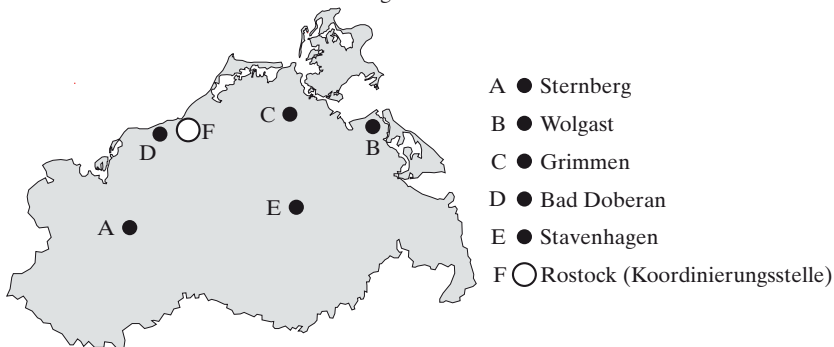 C
F
D
B
E
A
A Sternberg
B Wolgast
C Grimmen
D Bad Doberan
E Stavenhagen
F Rostock (Koordinierungsstelle)